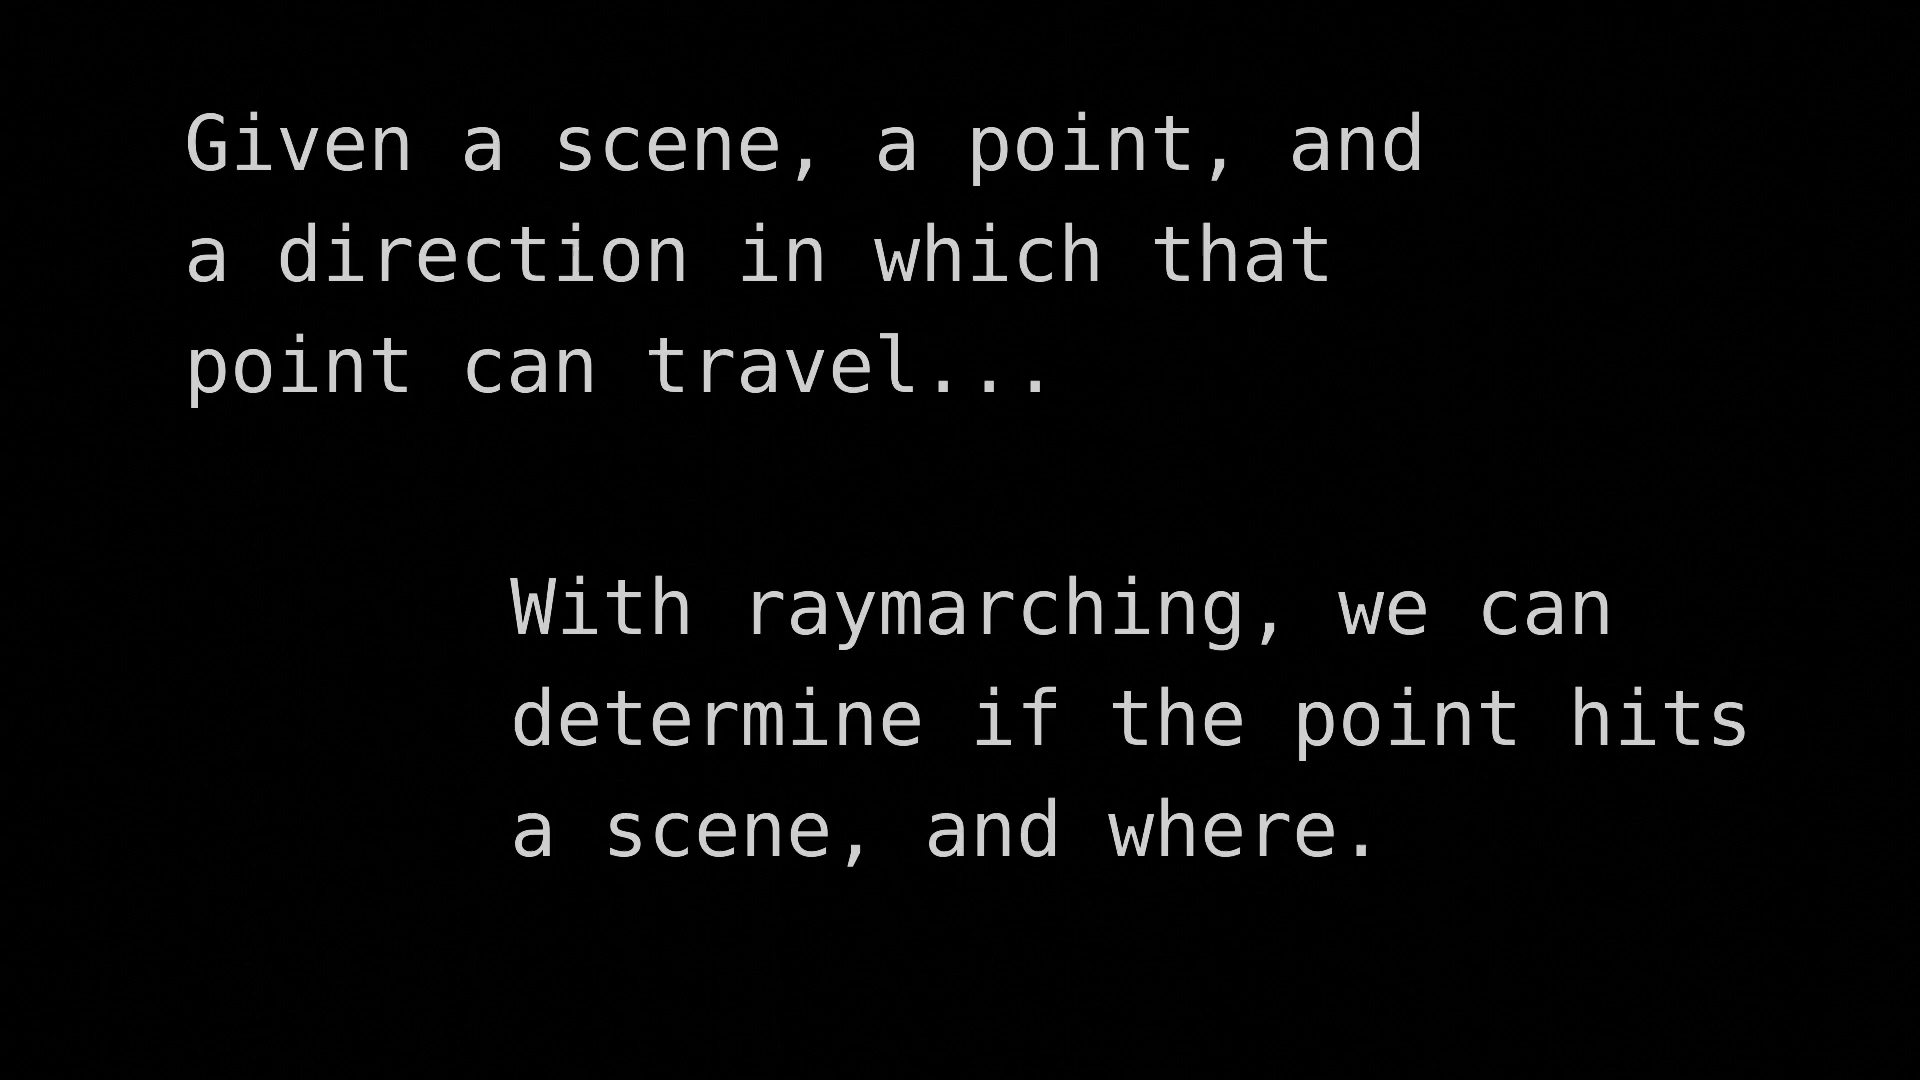 Given a scene, a point, and
a direction in which that
point can travel...
With raymarching, we can
determine if the point hits
a scene, and where.